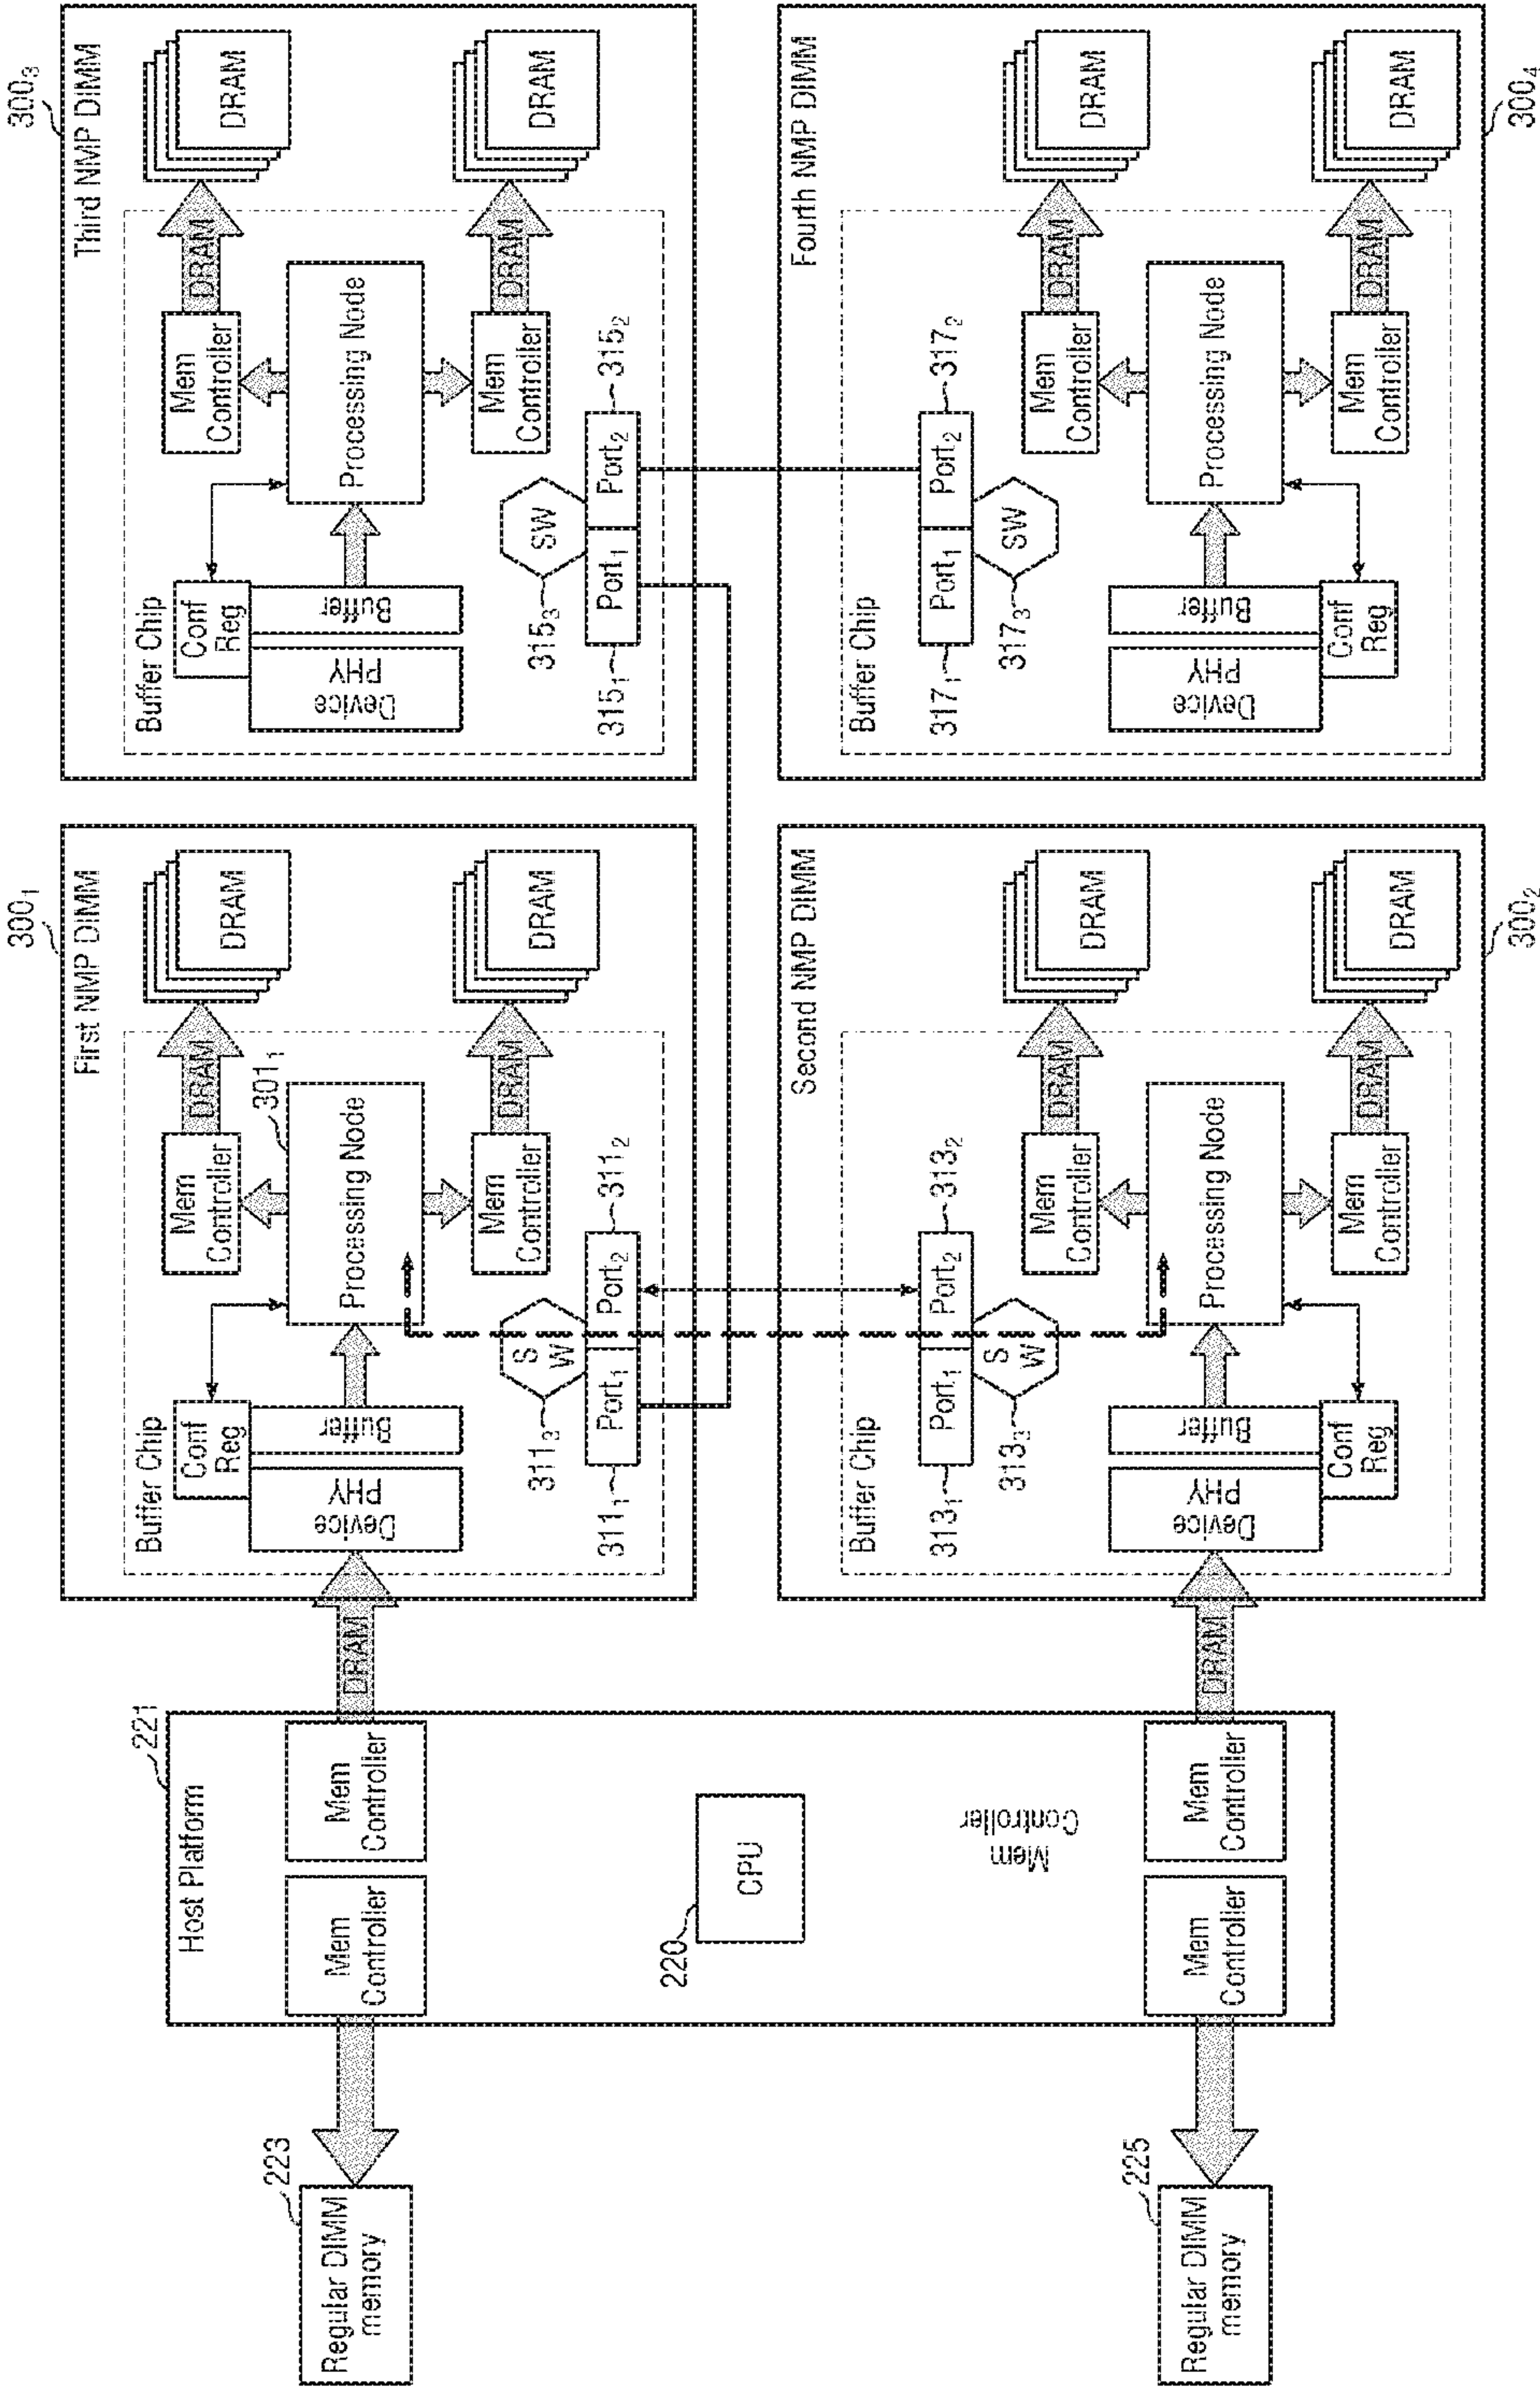 Regular DIMM
memory
223
Regular DIMM
memory
225
Host Platform
221
Mem
Controller
Mem
Controller
220
CPU
Mem
Controller
Mem
Controller
Mem
Controller
DRAM
DRAM
300₁
First NMP DIMM
Buffer Chip
Conf
Reg
Device
PHY
Buffer
Processing Node
301₁
Mem
Controller
DRAM
DRAM
Mem
Controller
DRAM
DRAM
S
W
311₃
311₁
Port₁
Port₂
311₂
Second NMP DIMM
300₂
Buffer Chip
313₁
Port₁
Port₂
313₂
S
W
313₃
Device
PHY
Buffer
Conf
Reg
Processing Node
Mem
Controller
DRAM
DRAM
Mem
Controller
DRAM
DRAM
300₃
Third NMP DIMM
Buffer Chip
Conf
Reg
Device
PHY
Buffer
Processing Node
Mem
Controller
DRAM
DRAM
Mem
Controller
DRAM
DRAM
SW
315₃
315₁
Port₁
Port₂
315₂
Fourth NMP DIMM
300₄
Buffer Chip
317₁
Port₁
Port₂
317₂
SW
317₃
Device
PHY
Buffer
Conf
Reg
Processing Node
Mem
Controller
DRAM
DRAM
Mem
Controller
DRAM
DRAM